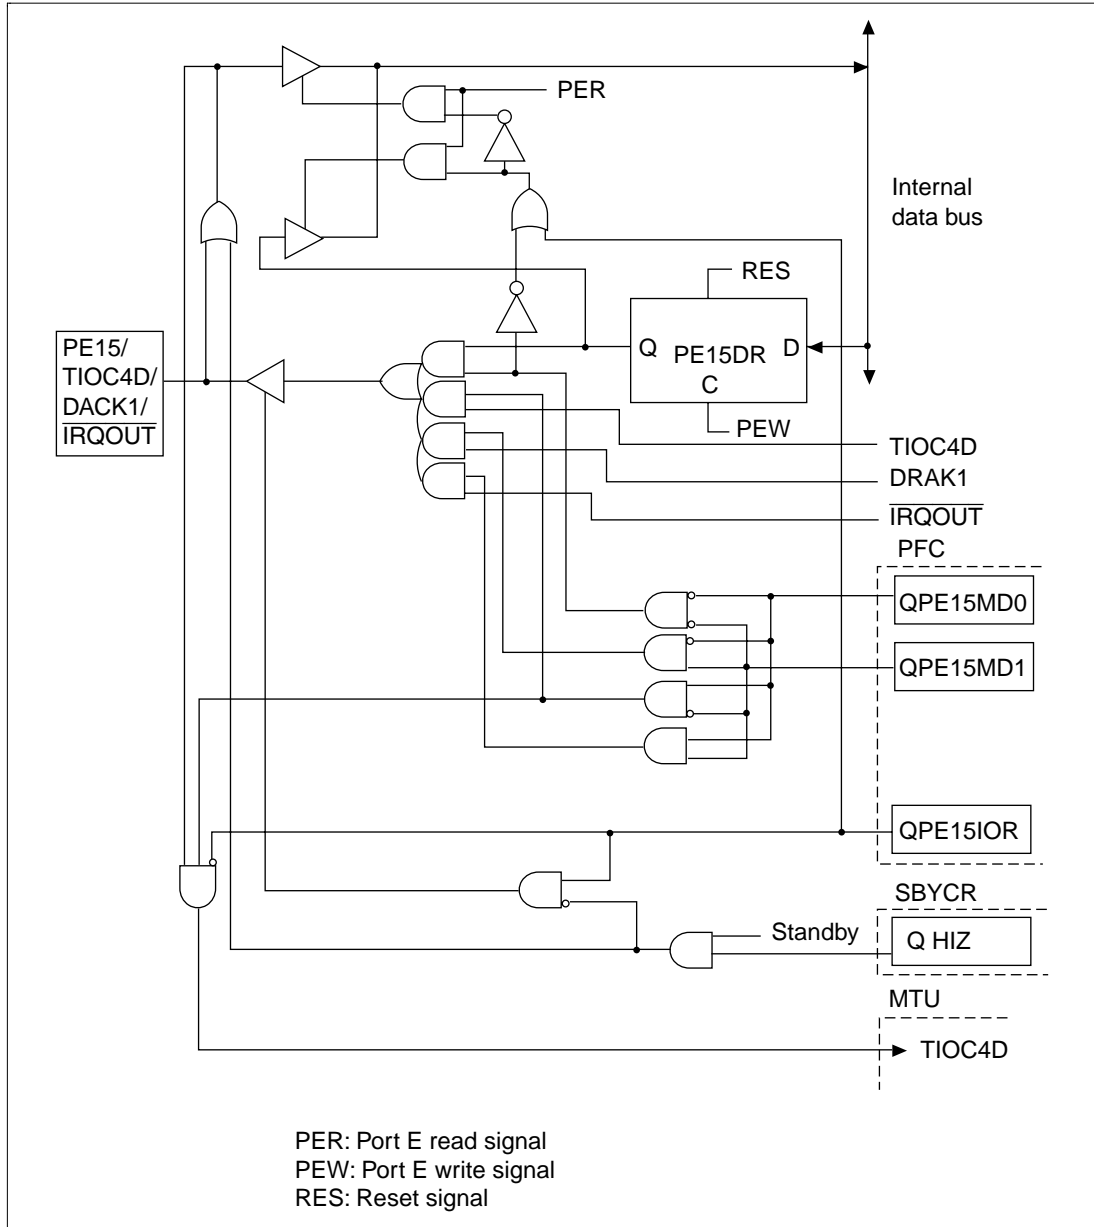 PER
Internal
data bus
RES
PE15/
TIOC4D/
DACK1/
IRQOUT
Q PE15DR D
C
PEW
TIOC4D
DRAK1
IRQOUT
PFC
QPE15MD0
QPE15MD1
QPE15IOR
SBYCR
Standby
Q HIZ
MTU
TIOC4D
PER: Port E read signal
PEW: Port E write signal
RES: Reset signal